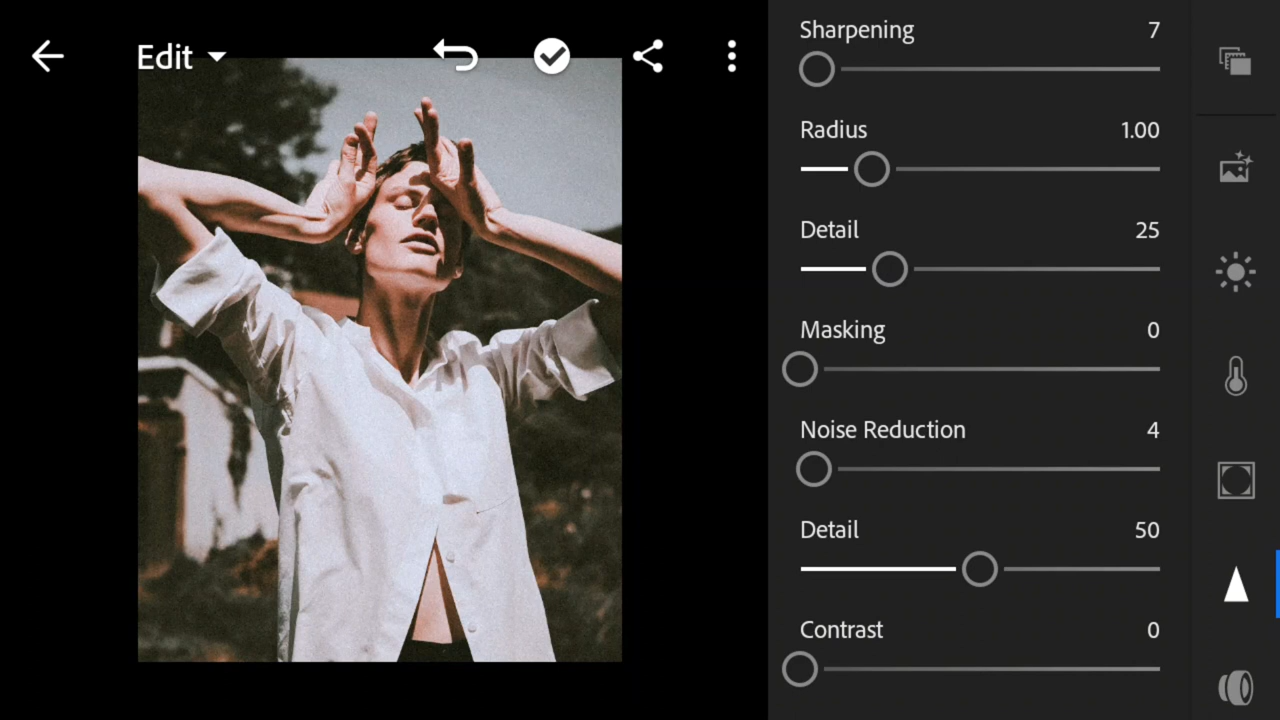 Edit
Sharpening 7
Radius 1.00
Detail 25
Masking 0
Noise Reduction 4
Detail 50
Contrast 0